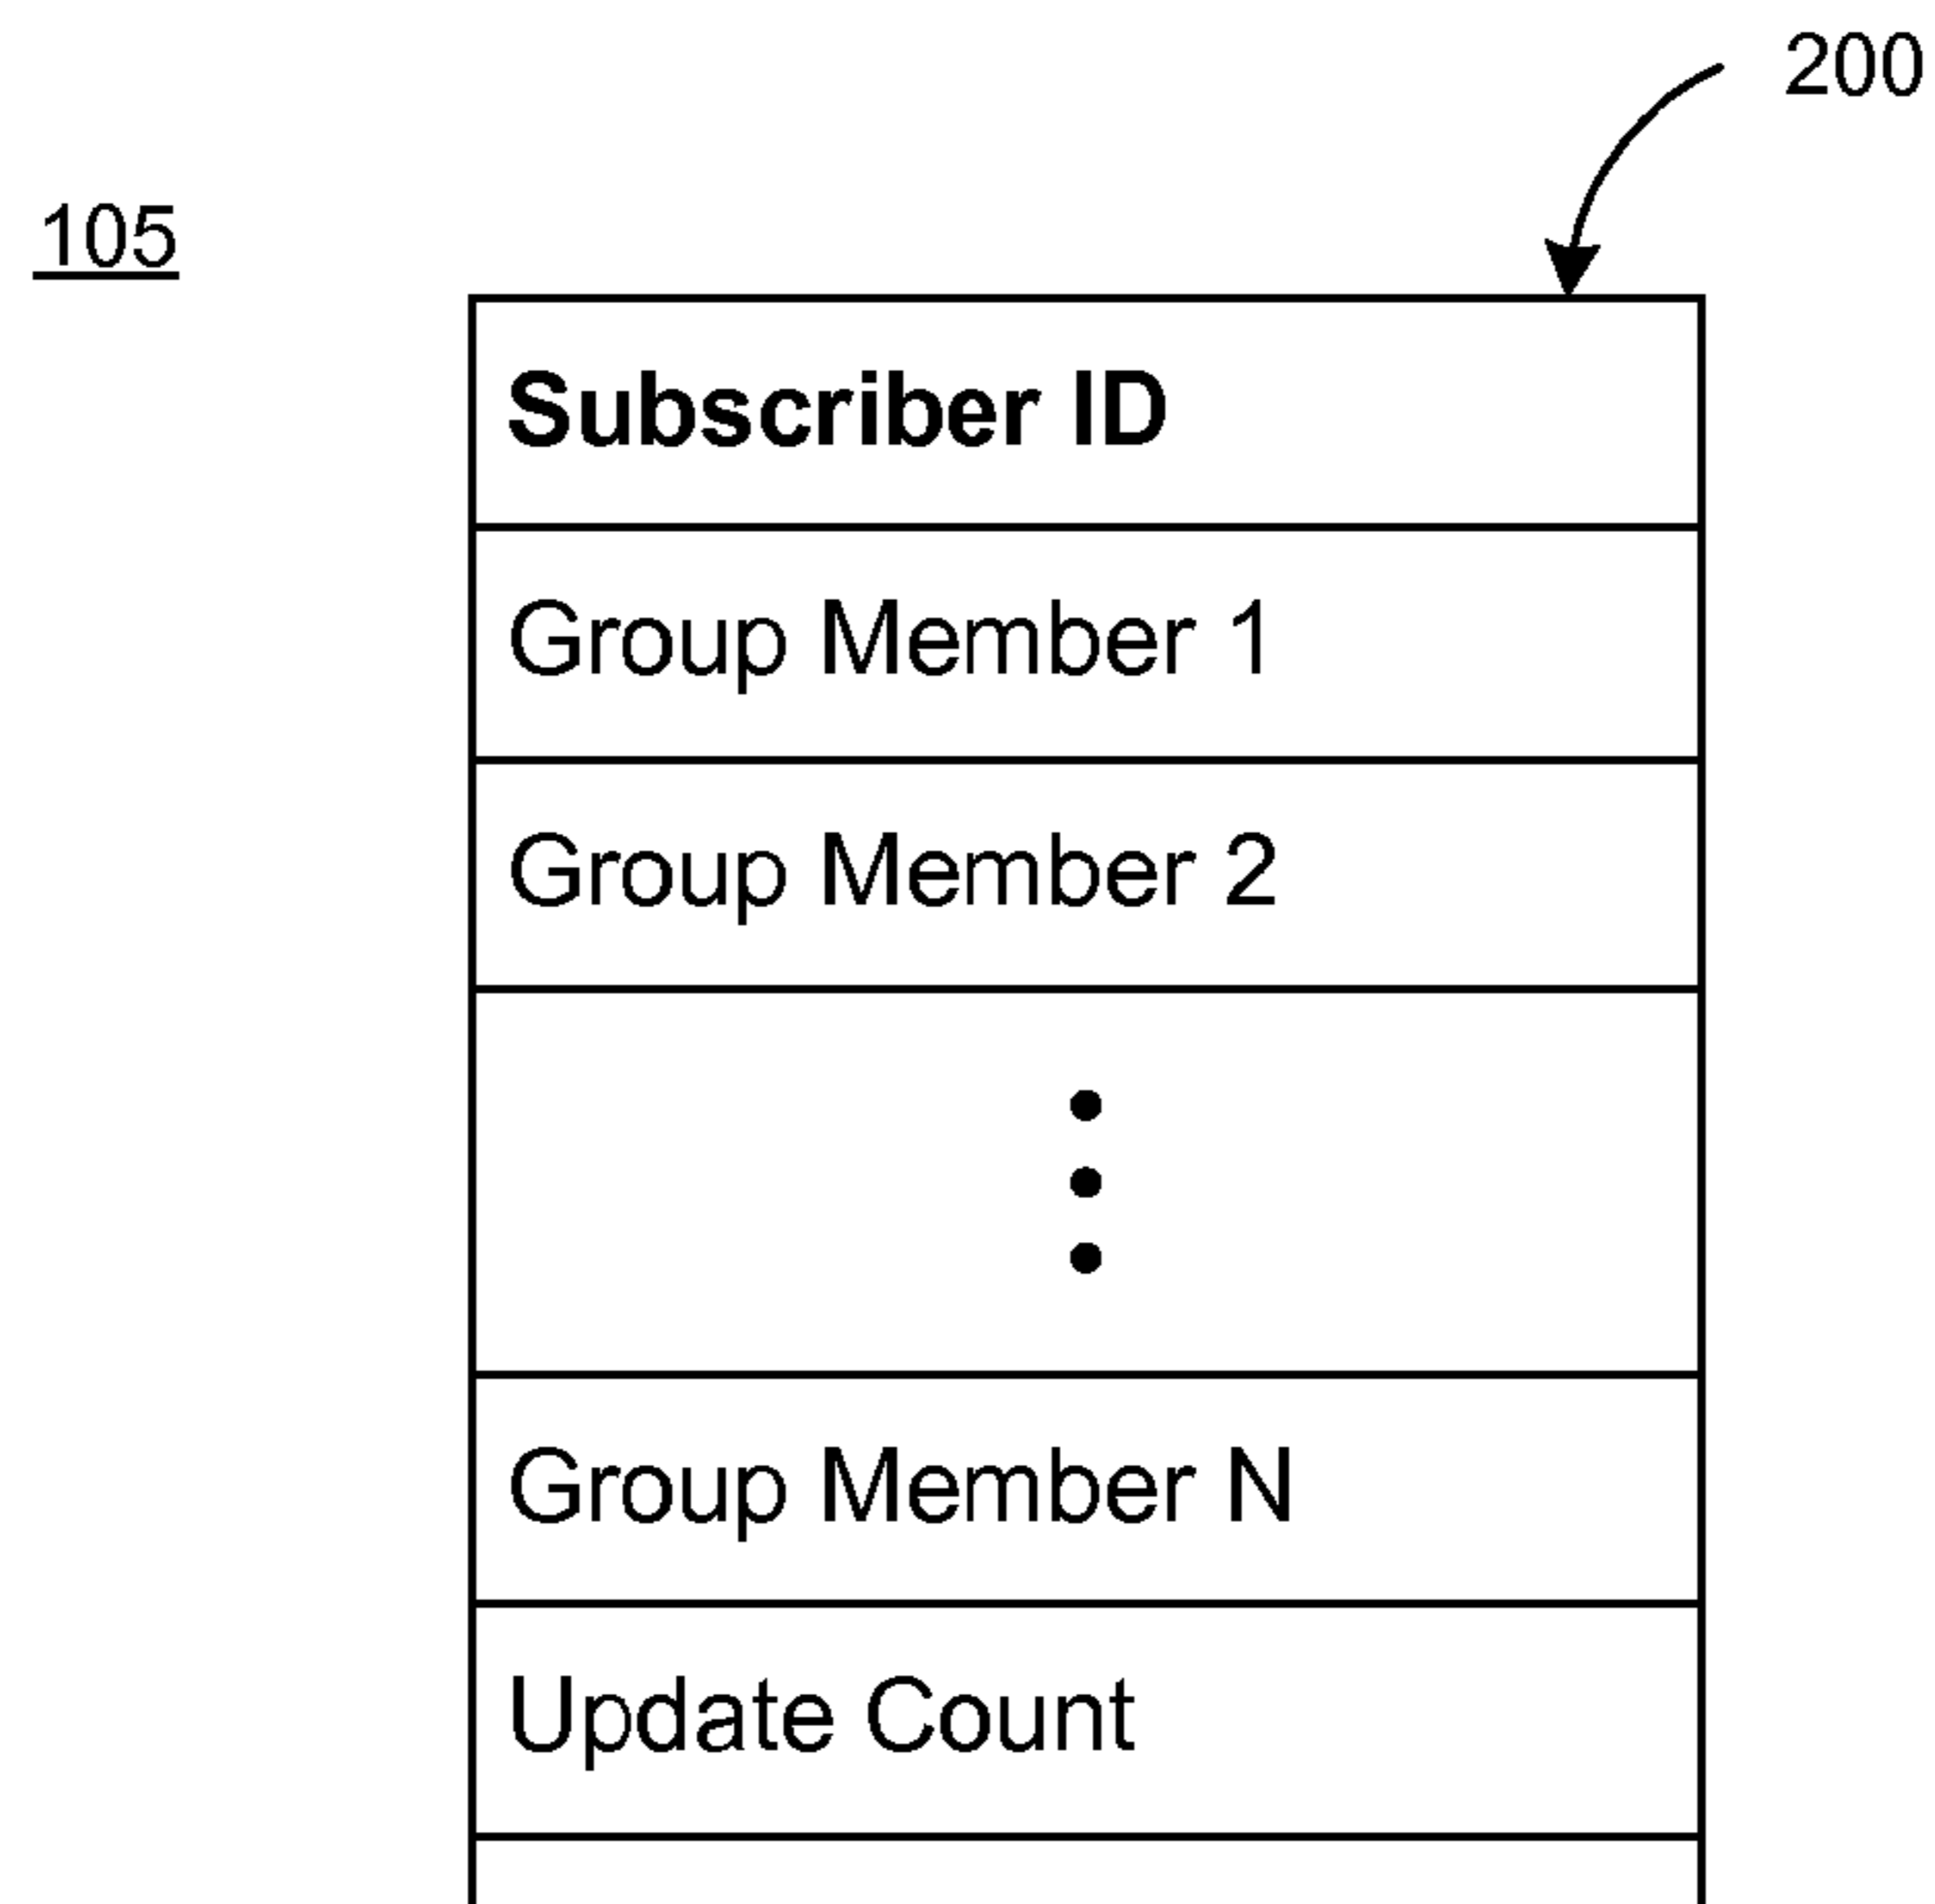 200
105
Subscriber ID
Group Member 1
Group Member 2
Group Member N
Update Count